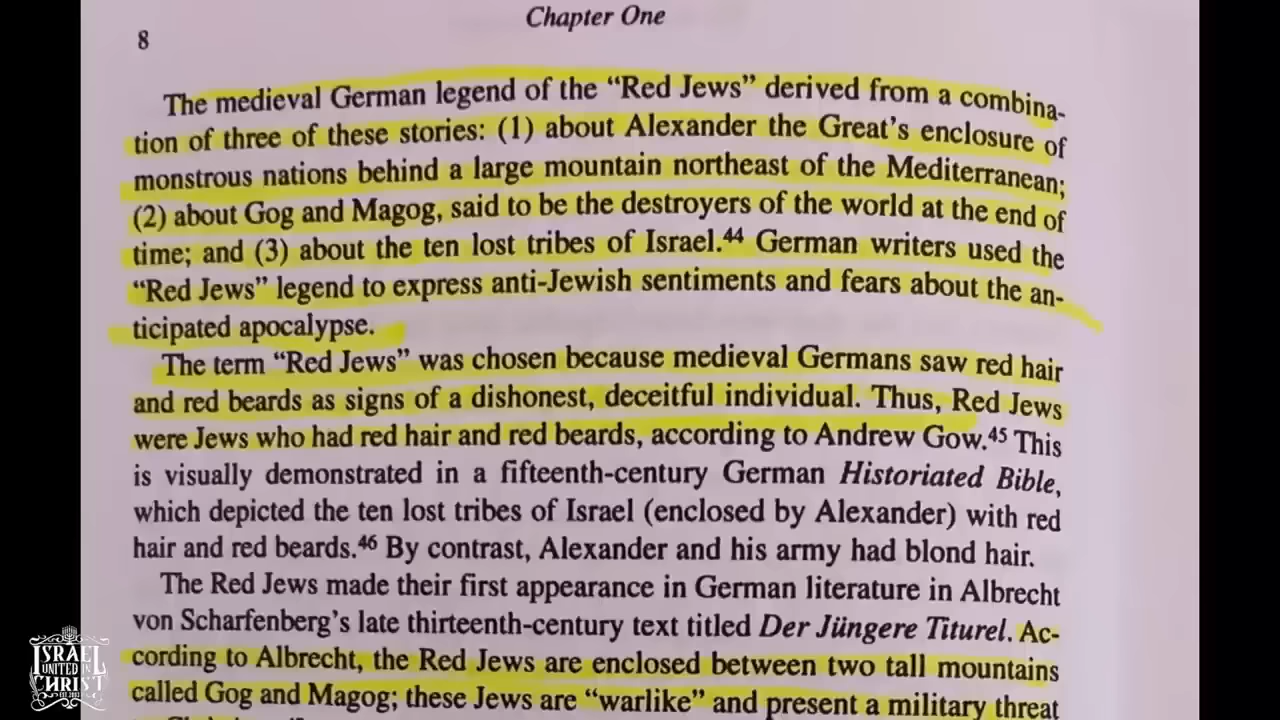 Chapter One
8
The medieval German legend of the “Red Jews” derived from a combina-
tion of three of these stories: (1) about Alexander the Great’s enclosure of
monstrous nations behind a large mountain northeast of the Mediterranean;
(2) about Gog and Magog, said to be the destroyers of the world at the end of
time; and (3) about the ten lost tribes of Israel.44 German writers used the
“Red Jews” legend to express anti-Jewish sentiments and fears about the an-
ticipated apocalypse.
The term “Red Jews” was chosen because medieval Germans saw red hair
and red beards as signs of a dishonest, deceitful individual. Thus, Red Jews
were Jews who had red hair and red beards, according to Andrew Gow.45 This
is visually demonstrated in a fifteenth-century German Historiated Bible,
which depicted the ten lost tribes of Israel (enclosed by Alexander) with red
hair and red beards.46 By contrast, Alexander and his army had blond hair.
The Red Jews made their first appearance in German literature in Albrecht
von Scharfenberg’s late thirteenth-century text titled Der Jüngere Titurel. Ac-
cording to Albrecht, the Red Jews are enclosed between two tall mountains
called Gog and Magog; these Jews are “warlike” and present a military threat
ISRAEL
UNITED IN
CHRIST